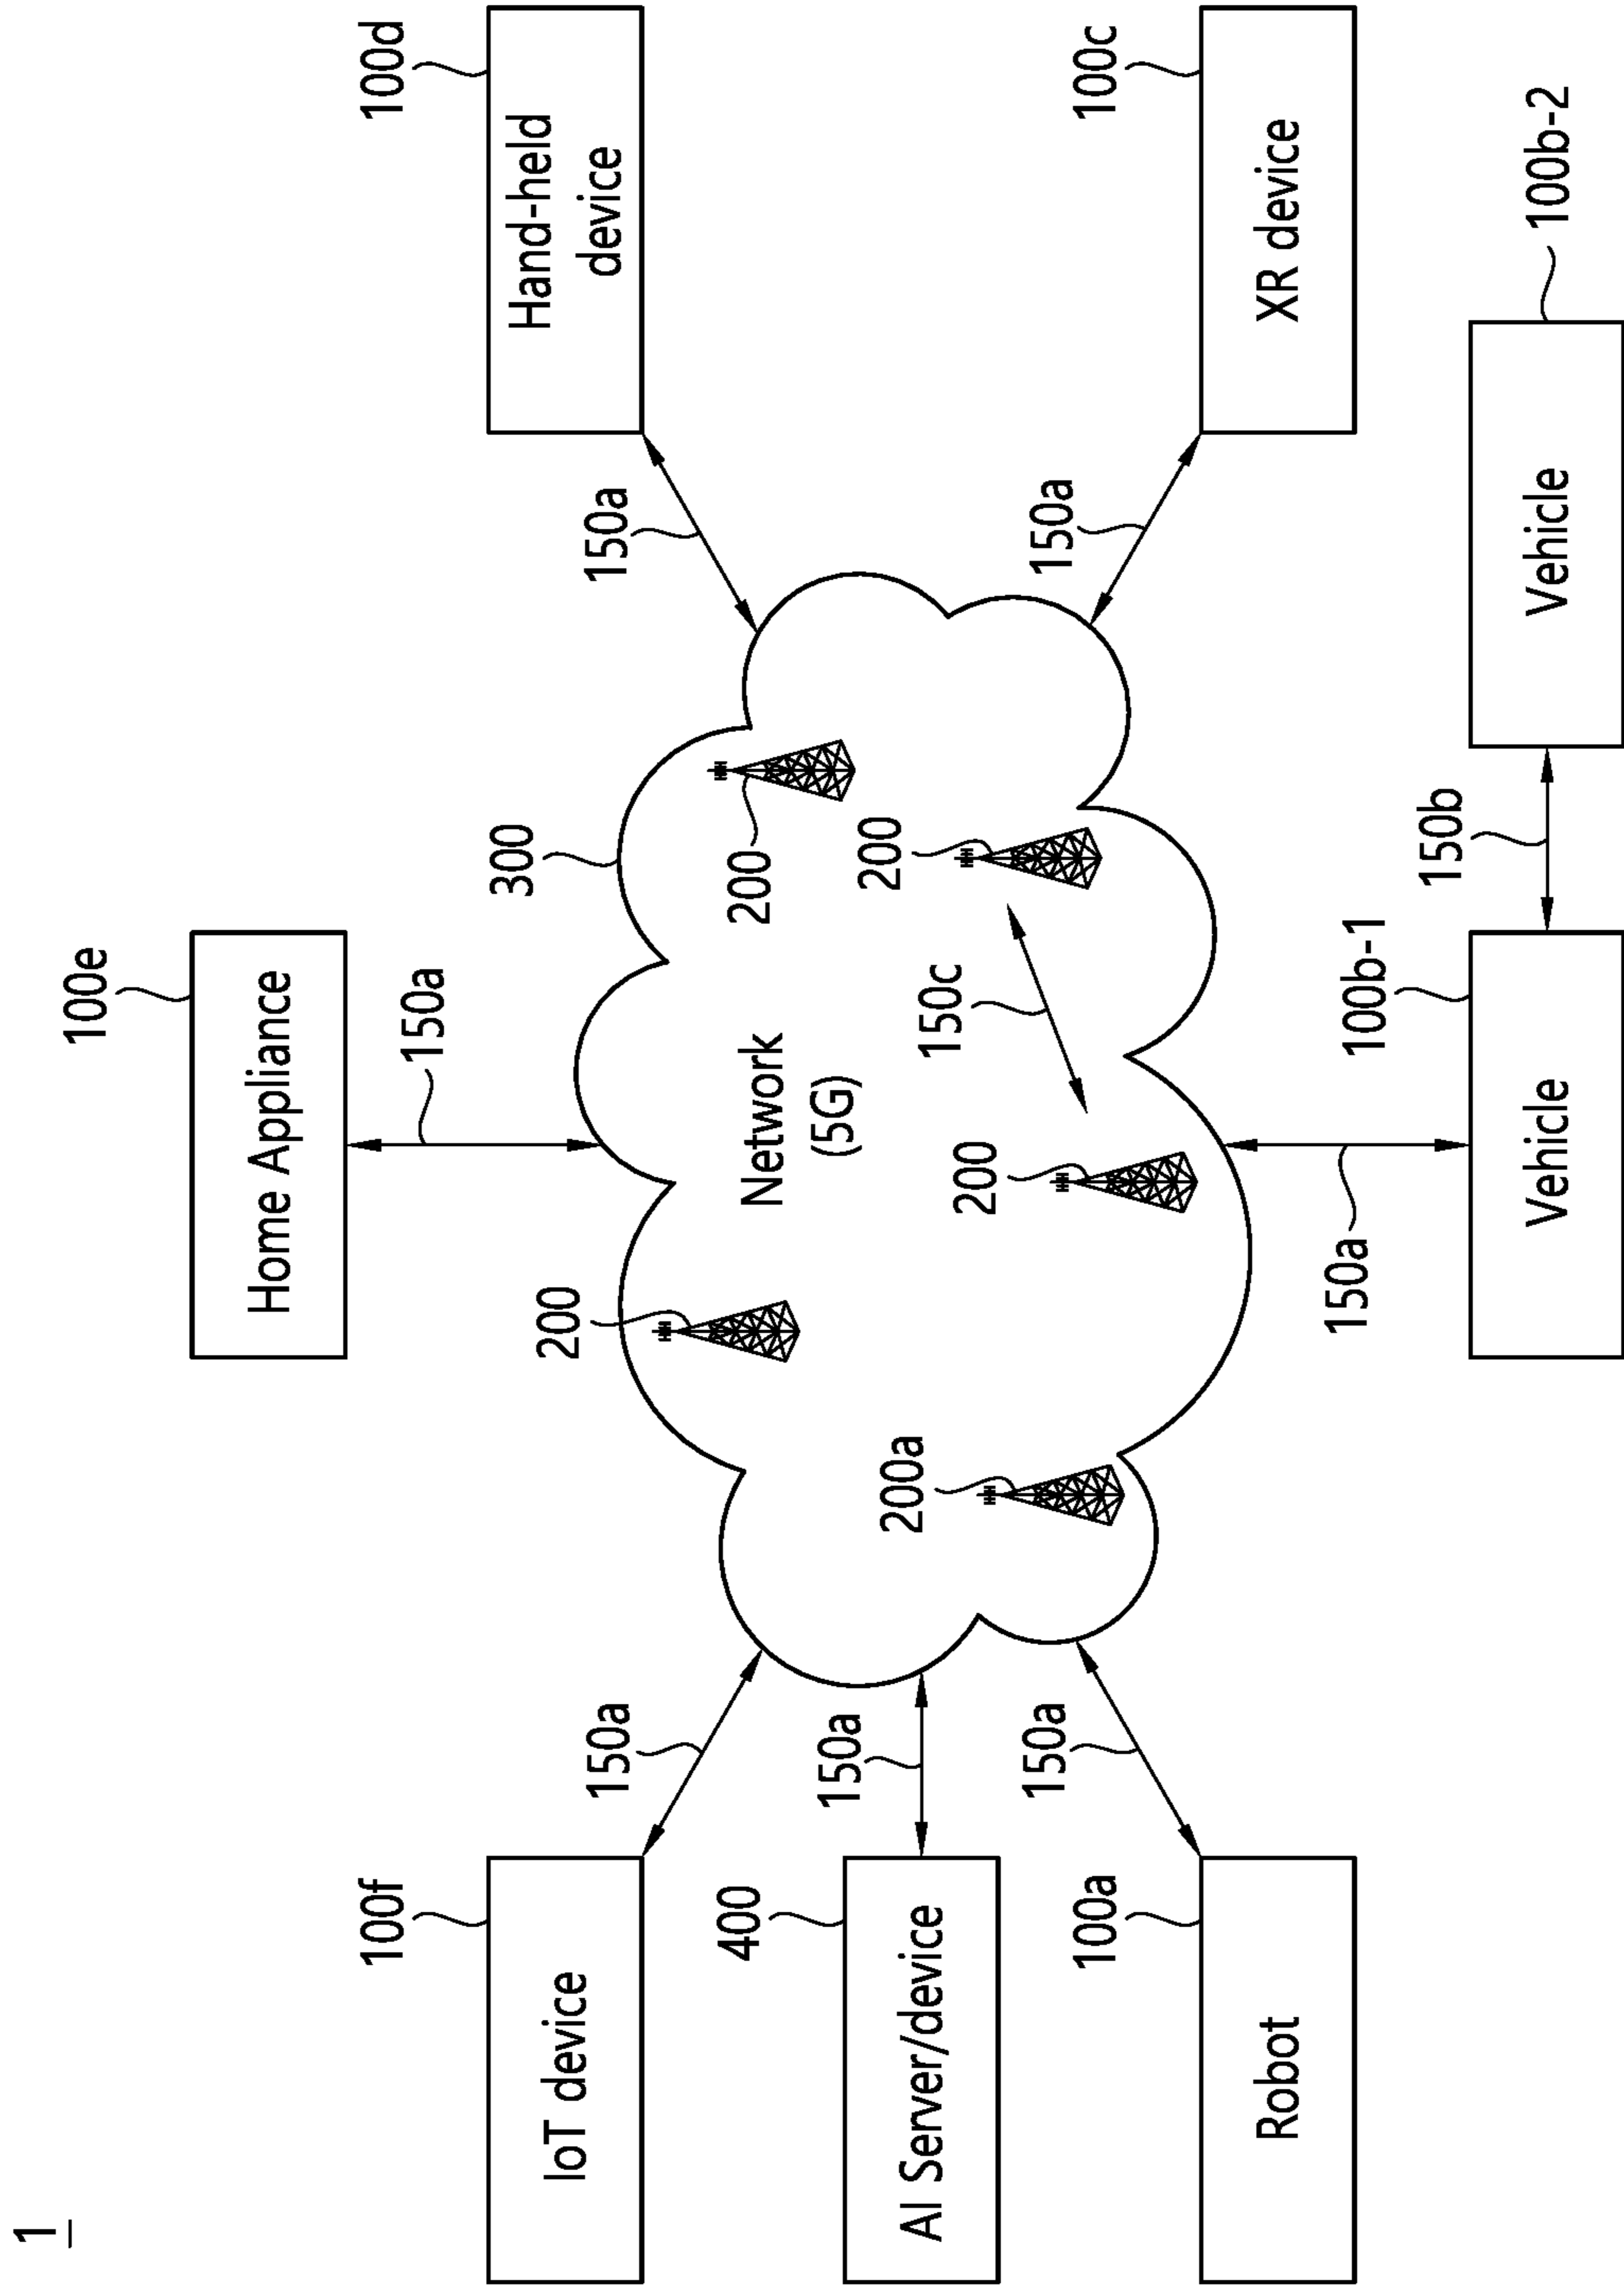 1
100e
Home Appliance
150a
100f
IoT device
150a
300
100d
Hand-held
device
150a
200
Network
(5G)
200
400
AI Server/device
150a
200a
200
150c
200
100a
Robot
150a
150a
100c
XR device
150a
100b-1
Vehicle
150b
100b-2
Vehicle